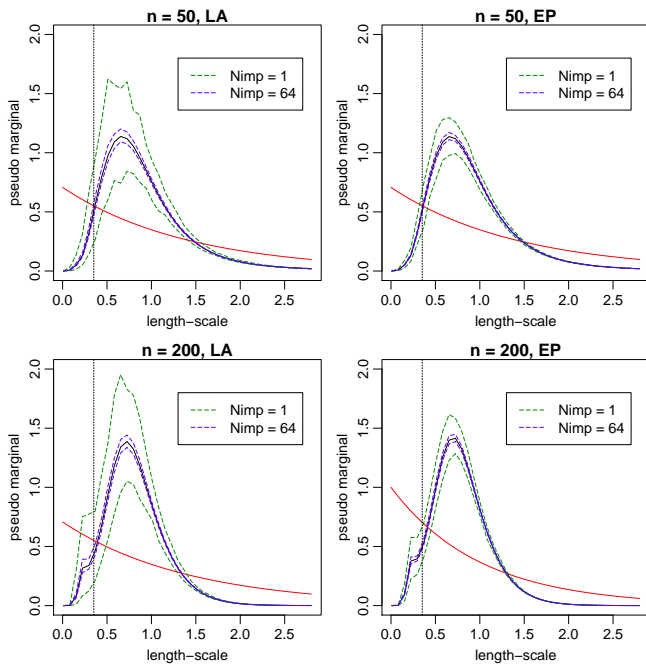 n = 50, LA
n = 50, EP
2.0
1.5
1.0
0.5
0.0
pseudo marginal
Nimp = 1
Nimp = 64
0.0 0.5 1.0 1.5 2.0 2.5
length−scale
2.0
1.5
1.0
0.5
0.0
pseudo marginal
Nimp = 1
Nimp = 64
0.0 0.5 1.0 1.5 2.0 2.5
length−scale
n = 200, LA
n = 200, EP
2.0
1.5
1.0
0.5
0.0
pseudo marginal
Nimp = 1
Nimp = 64
0.0 0.5 1.0 1.5 2.0 2.5
length−scale
2.0
1.5
1.0
0.5
0.0
pseudo marginal
Nimp = 1
Nimp = 64
0.0 0.5 1.0 1.5 2.0 2.5
length−scale